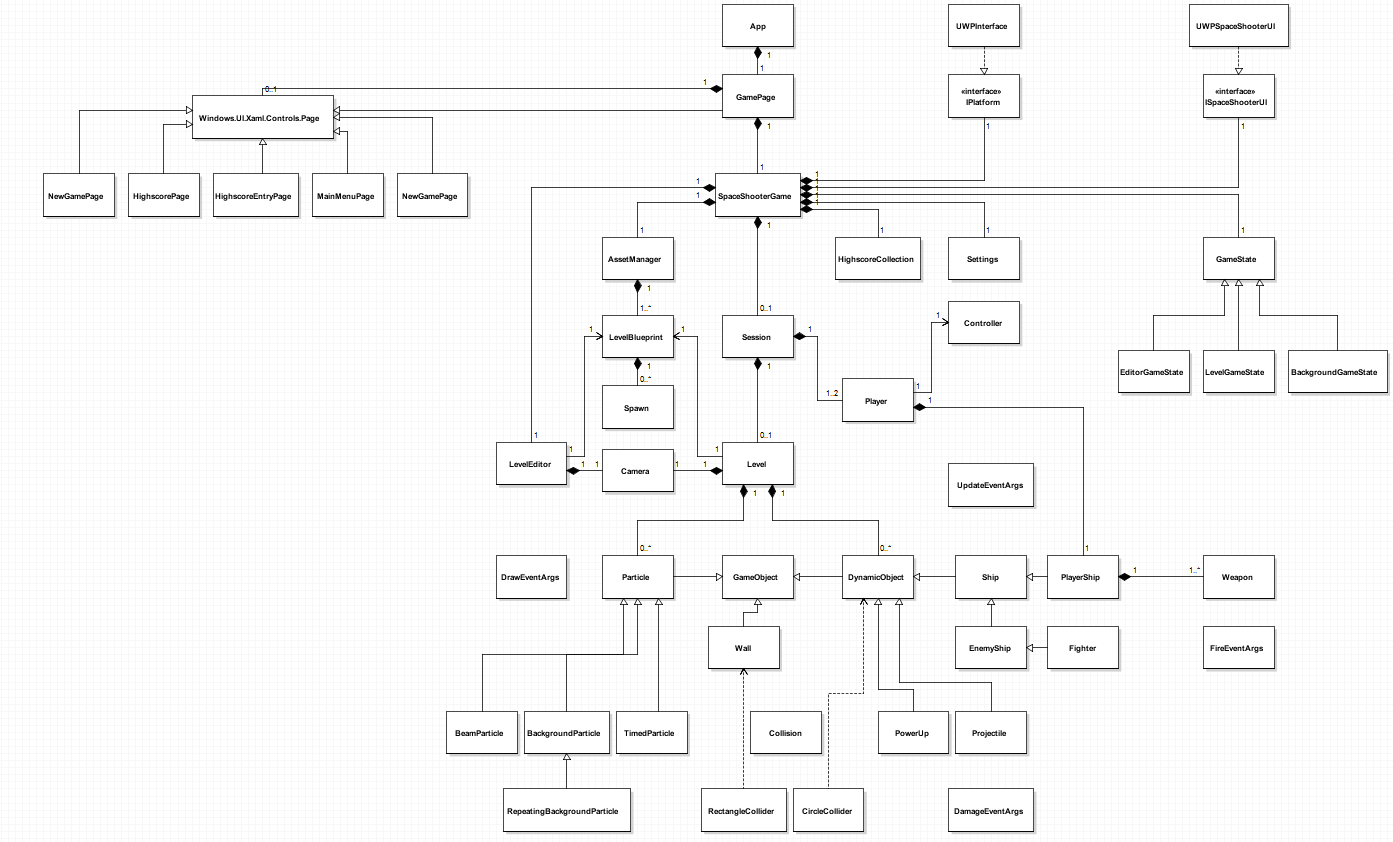 App
UWPInterface
UWPSpaceShooterUI
1
1
0..1
1
Windows.UI.Xaml.Controls.Page
GamePage
«interface»
IPlatform
«interface»
ISpaceShooterUI
1
1
1
1
NewGamePage
HighscorePage
HighscoreEntryPage
MainMenuPage
NewGamePage
1
1
SpaceShooterGame
1
1
1
1
1
1
1
1
1
1
1
AssetManager
HighscoreCollection
Settings
GameState
1
1..*
0..1
1
1
LevelBlueprint
1
Session
1
1
Controller
1
0..*
1
Spawn
1..2
Player
1
1
EditorGameState
LevelGameState
BackgroundGameState
1
0..1
1
1
LevelEditor
1
1
Camera
1
1
Level
1
1
UpdateEventArgs
0..*
0..*
1
DrawEventArgs
Particle
GameObject
DynamicObject
Ship
PlayerShip
1
1..*
Weapon
Wall
EnemyShip
Fighter
FireEventArgs
BeamParticle
BackgroundParticle
TimedParticle
Collision
PowerUp
Projectile
RepeatingBackgroundParticle
RectangleCollider
CircleCollider
DamageEventArgs